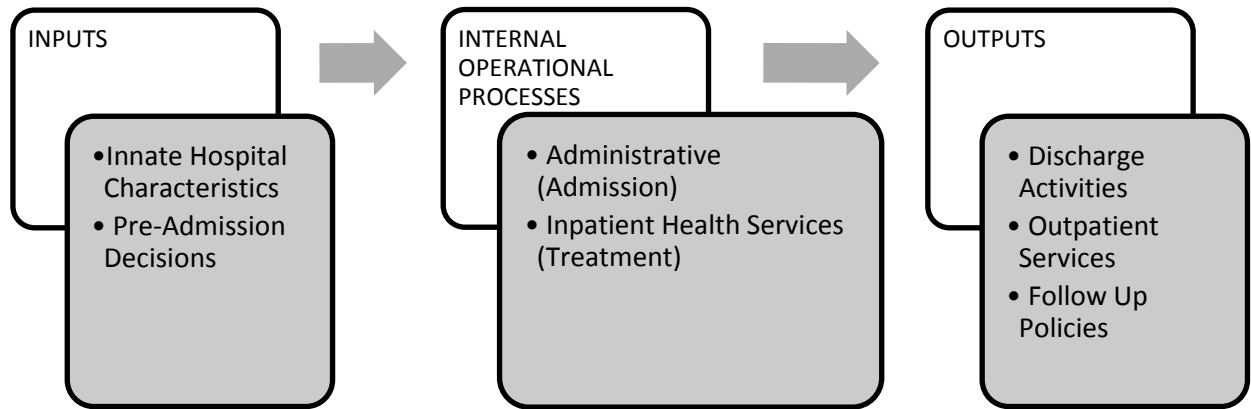 INPUTS
•Innate Hospital
Characteristics
• Pre-Admission
Decisions
INTERNAL
OPERATIONAL
PROCESSES
• Administrative
(Admission)
• Inpatient Health Services
(Treatment)
OUTPUTS
• Discharge
Activities
• Outpatient
Services
• Follow Up
Policies